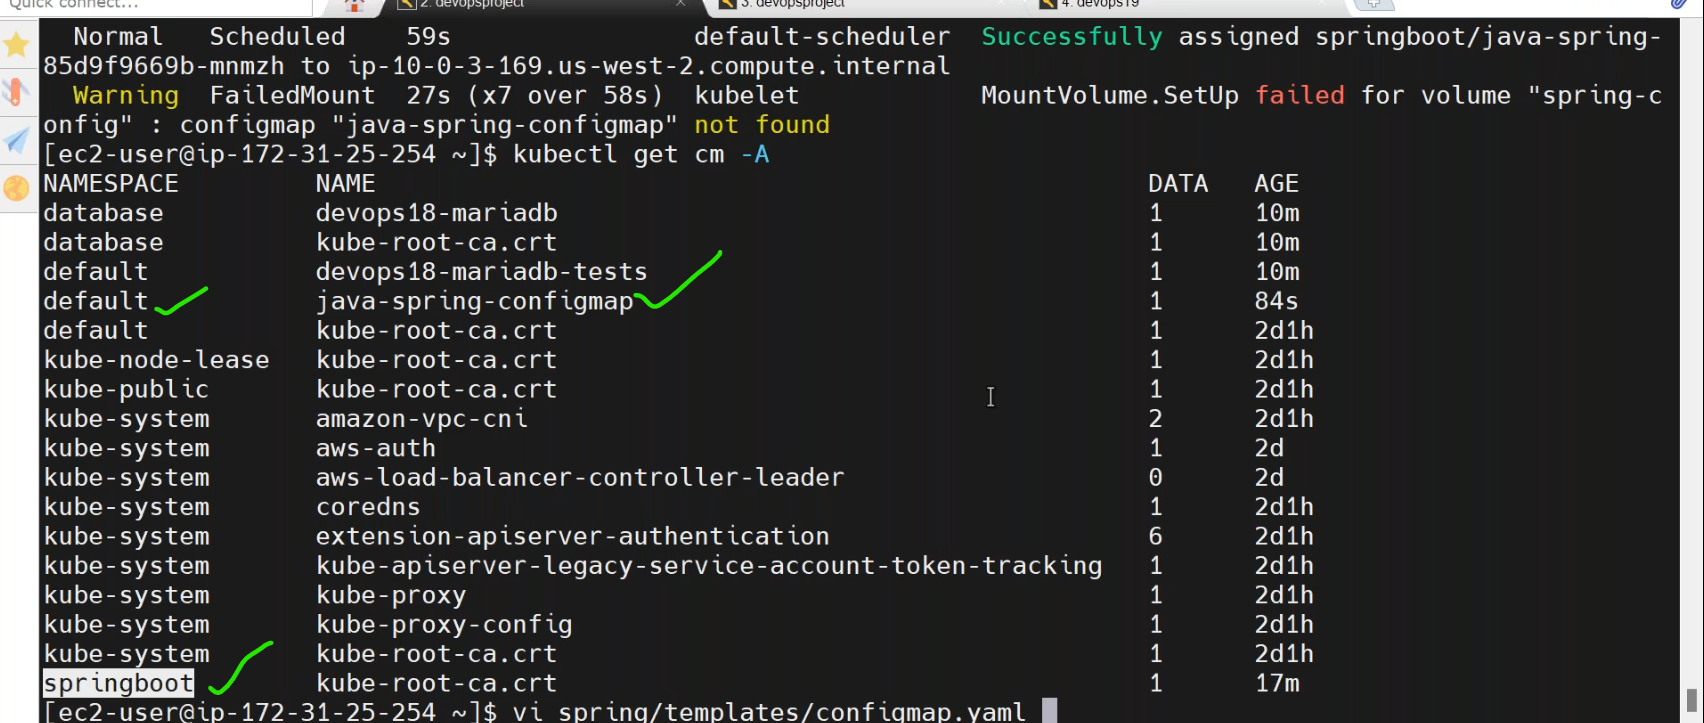 Quick connect...
2. devopsproject
3. devopsproject
4. devops19
Normal Scheduled 59s default-scheduler Successfully assigned springboot/java-spring-
85d9f9669b-mnmzh to ip-10-0-3-169.us-west-2.compute.internal
Warning FailedMount 27s (x7 over 58s) kubelet MountVolume.SetUp failed for volume "spring-c
onfig" : configmap "java-spring-configmap" not found
[ec2-user@ip-172-31-25-254 ~]$ kubectl get cm -A
NAMESPACE NAME DATA AGE
database devops18-mariadb 1 10m
database kube-root-ca.crt 1 10m
default devops18-mariadb-tests 1 10m
default java-spring-configmap 1 84s
default kube-root-ca.crt 1 2d1h
kube-node-lease kube-root-ca.crt 1 2d1h
kube-public kube-root-ca.crt 1 2d1h
kube-system amazon-vpc-cni 2 2d1h
kube-system aws-auth 1 2d
kube-system aws-load-balancer-controller-leader 0 2d
kube-system coredns 1 2d1h
kube-system extension-apiserver-authentication 6 2d1h
kube-system kube-apiserver-legacy-service-account-token-tracking 1 2d1h
kube-system kube-proxy 1 2d1h
kube-system kube-proxy-config 1 2d1h
kube-system kube-root-ca.crt 1 2d1h
springboot kube-root-ca.crt 1 17m
[ec2-user@ip-172-31-25-254 ~]$ vi spring/templates/configmap.yaml